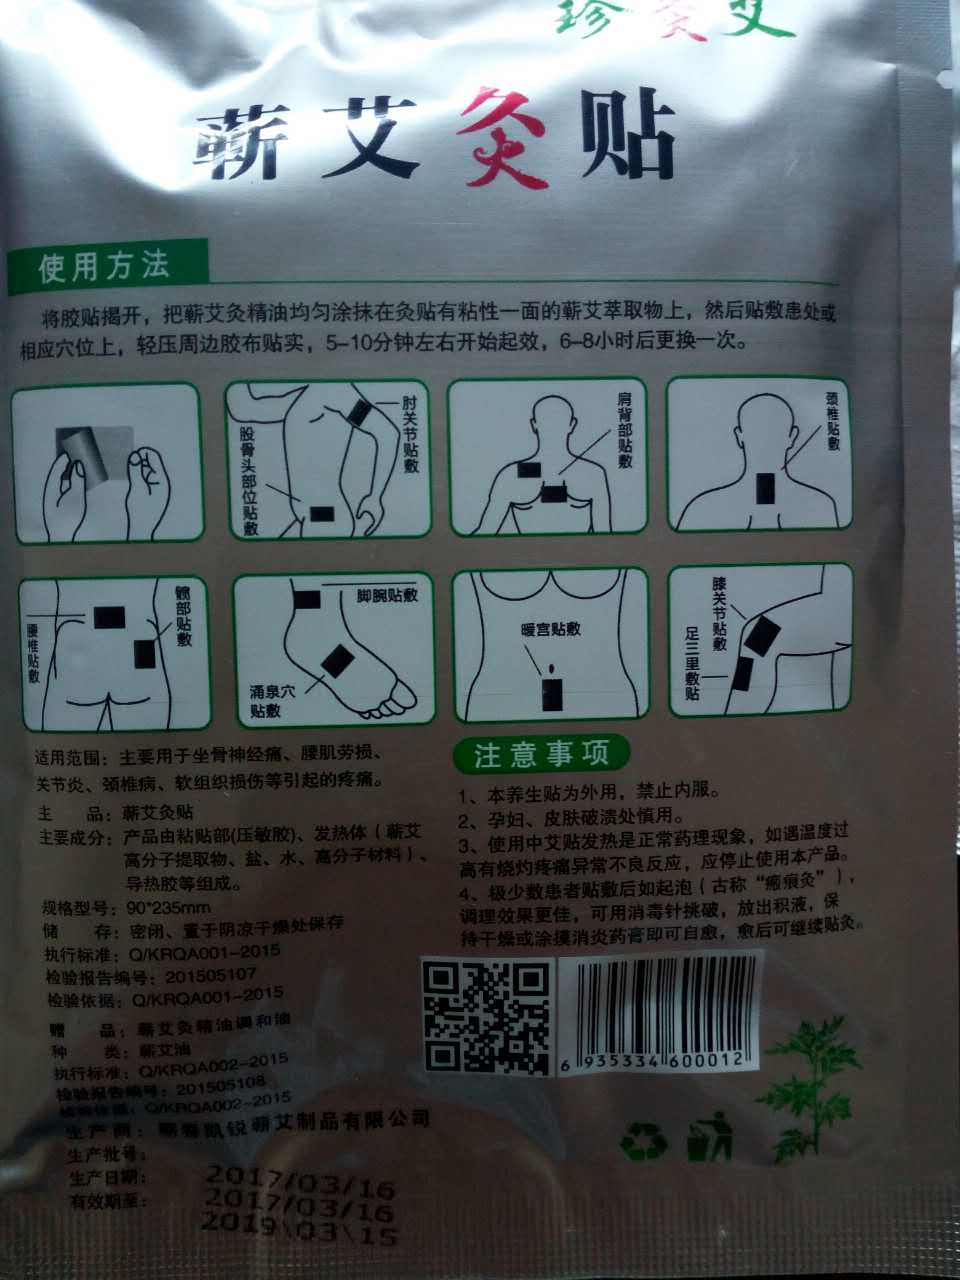 珍灸艾
蕲艾灸贴
使用方法
将胶贴揭开，把蕲艾灸精油均匀涂抹在灸贴有粘性一面的蕲艾萃取物上，然后贴敷患处或
相应穴位上，轻压周边胶布贴实，5-10分钟左右开始起效，6-8小时后更换一次。
肘关节贴敷
股骨头部位贴敷
肩背部贴敷
颈椎贴敷
髋部贴敷
腰椎贴敷
脚腕贴敷
涌泉穴
贴敷
暖宫贴敷
膝关节贴敷
足三里敷贴
适用范围：主要用于坐骨神经痛、腰肌劳损、
关节炎、颈椎病、软组织损伤等引起的疼痛。
主　　品：蕲艾灸贴
主要成分：产品由粘贴部(压敏胶)、发热体（蕲艾
高分子提取物、盐、水、高分子材料）、
导热胶等组成。
规格型号：90*235mm
储　　存：密闭、置于阴凉干燥处保存
执行标准：Q/KRQA001-2015
检验报告编号：201505107
检验依据：Q/KRQA001-2015
赠　　品：蕲艾灸精油调和油
种　　类：蕲艾油
执行标准：Q/KRQA002-2015
检验报告编号：201505108
检验依据：Q/KRQA002-2015
生产商：蕲春凯锐蕲艾制品有限公司
生产批号：2017/03/16
生产日期：2017/03/16
有效期至：2019\03\15
注意事项
1、本养生贴为外用，禁止内服。
2、孕妇、皮肤破溃处慎用。
3、使用中艾贴发热是正常药理现象，如遇温度过
高有烧灼疼痛异常不良反应，应停止使用本产品。
4、极少数患者贴敷后如起泡（古称“瘢痕灸”），
调理效果更佳，可用消毒针挑破，放出积液，保
持干燥或涂摸消炎药膏即可自愈，愈后可继续贴灸。
6 935334 600012